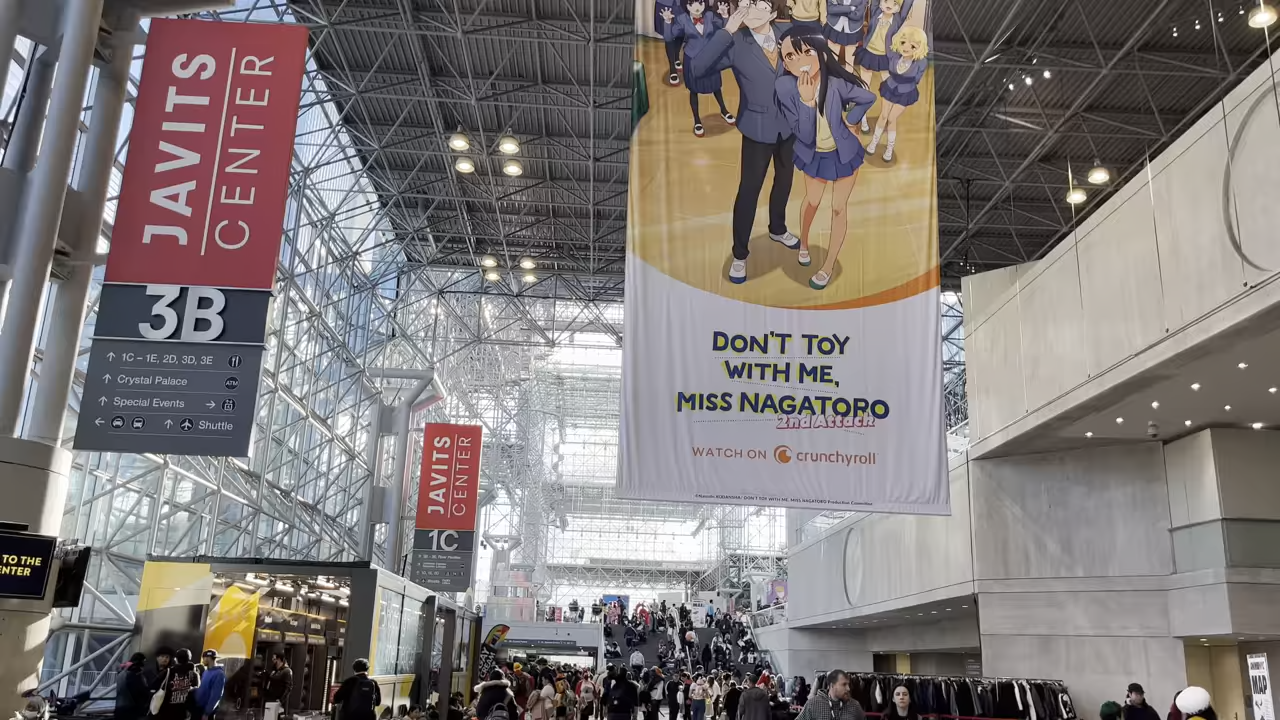 JAVITS
CENTER
3B
1C – 1E, 2D, 3D, 3E
ATM
Crystal Palace
Special Events
Shuttle
JAVITS
CENTER
1C
TO THE
ENTER
DON'T TOY
WITH ME,
MISS NAGATORO
2nd Attack
WATCH ON crunchyroll
MAP